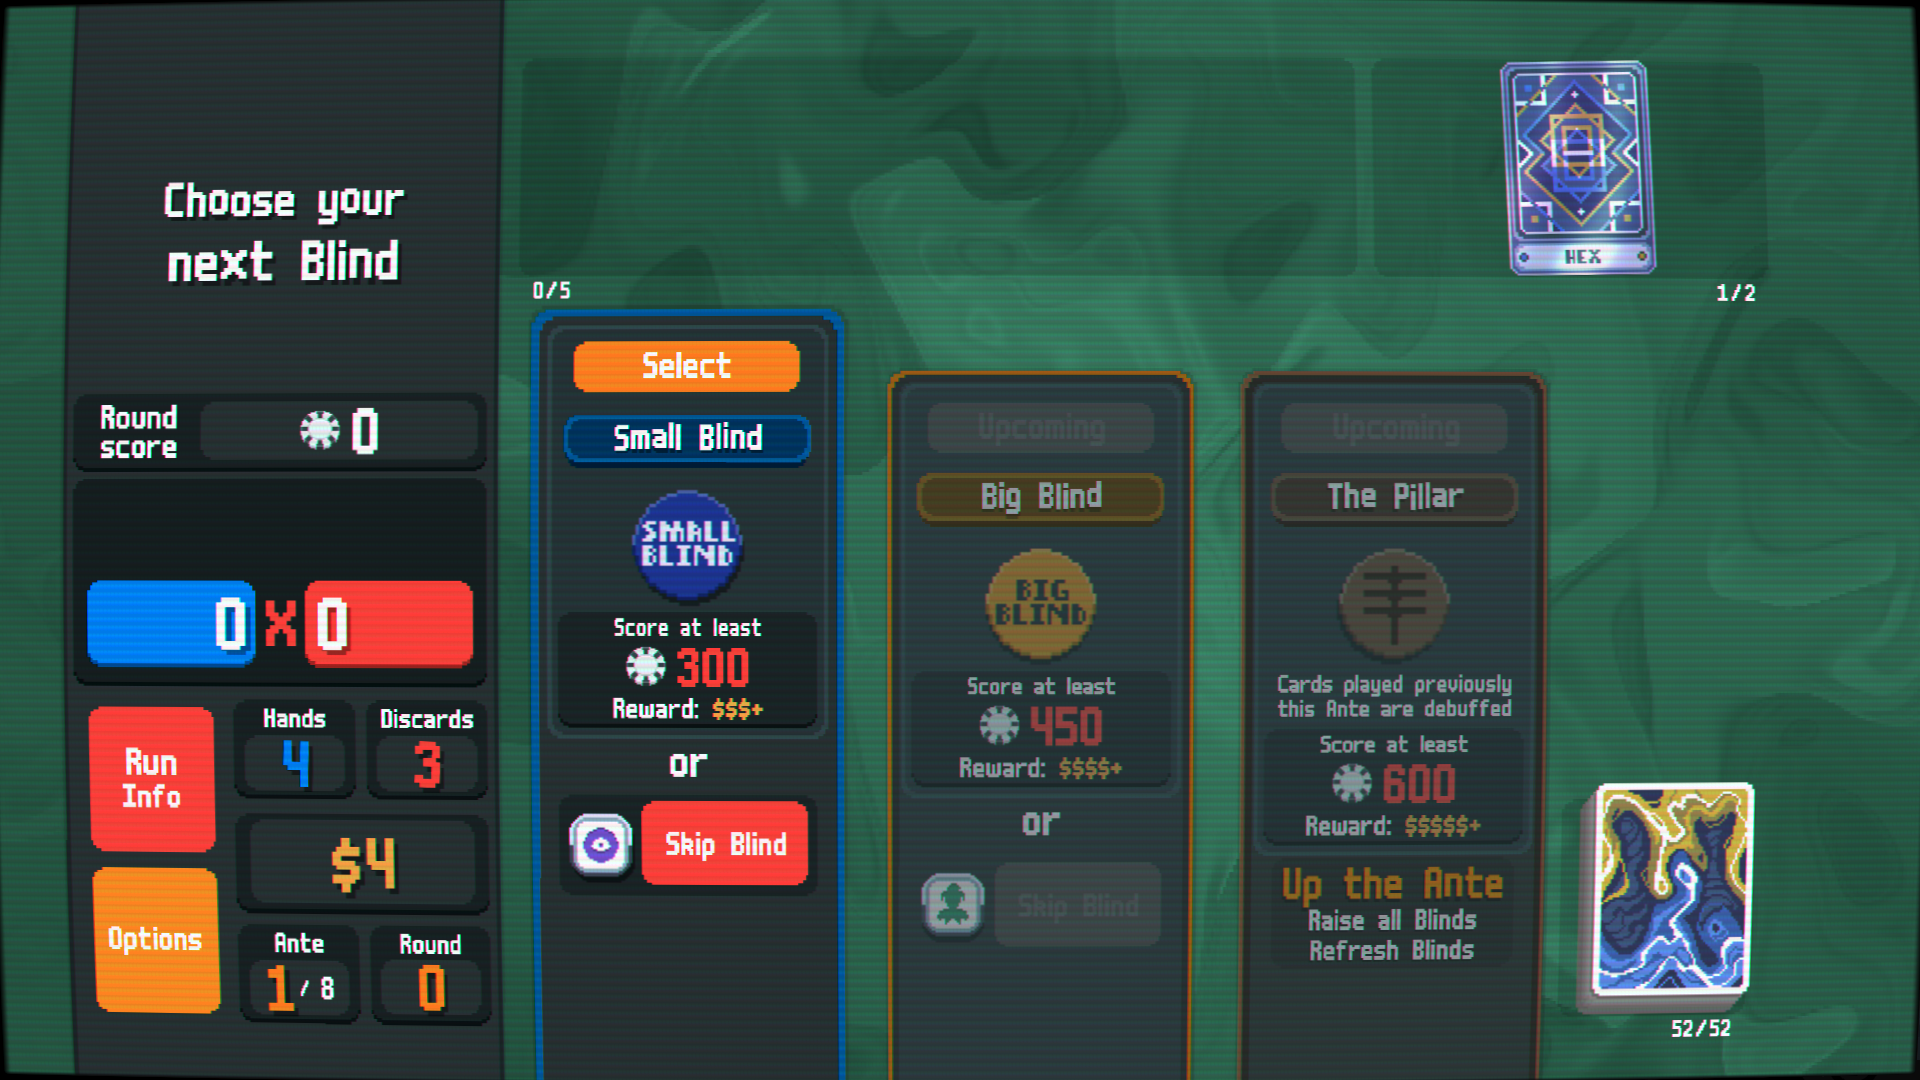 Choose your
next Blind
Round
score
0
0 X 0
Run
Info
Hands
4
Discards
3
$4
Options
Ante
1 / 8
Round
0
0/5
Select
Small Blind
SMALL
BLIND
Score at least
300
Reward: $$$+
or
Skip Blind
Upcoming
Big Blind
BIG
BLIND
Score at least
450
Reward: $$$$+
or
Skip Blind
Upcoming
The Pillar
Cards played previously
this Ante are debuffed
Score at least
600
Reward: $$$$$+
Up the Ante
Raise all Blinds
Refresh Blinds
HEX
1/2
52/52